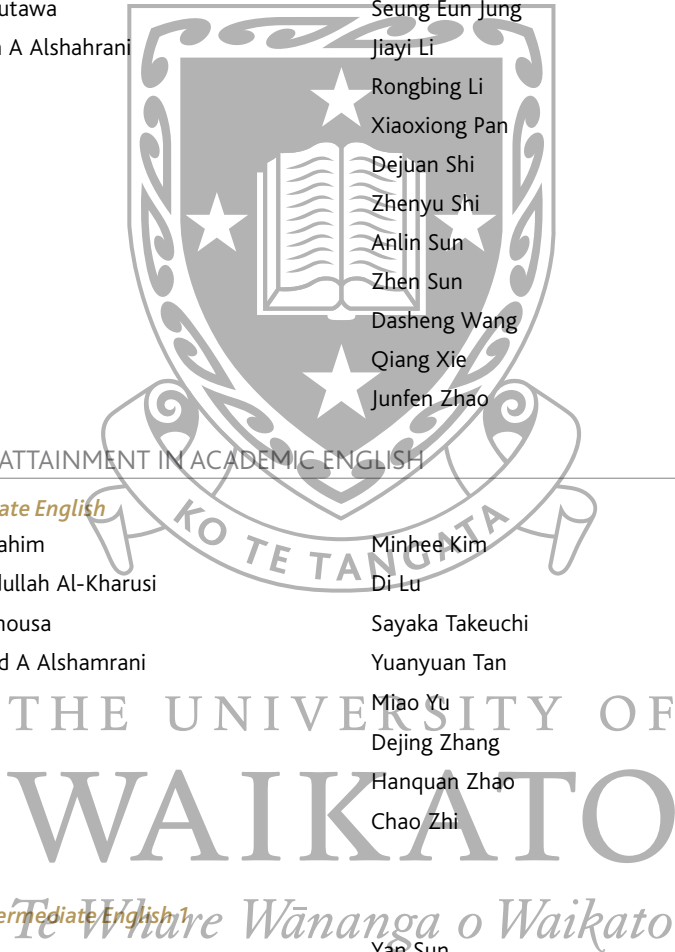 utawa
Seung Eun Jung
A Alshahrani
Jiayi Li
Rongbing Li
Xiaoxiong Pan
Dejuan Shi
Zhenyu Shi
Anlin Sun
Zhen Sun
Dasheng Wang
Qiang Xie
Junfen Zhao
ATTAINMENT IN ACADEMIC ENGLISH
ate English
ahim
Minhee Kim
KO TE TANGATA
ullah Al-Kharusi
Di Lu
housa
Sayaka Takeuchi
d A Alshamrani
Yuanyuan Tan
THE UNIVERSITY OF
Miao Yu
Dejing Zhang
WAIKATO
Hanquan Zhao
Chao Zhi
ermediate English 1
Te Whare Wānanga o Waikato
Yan Sun